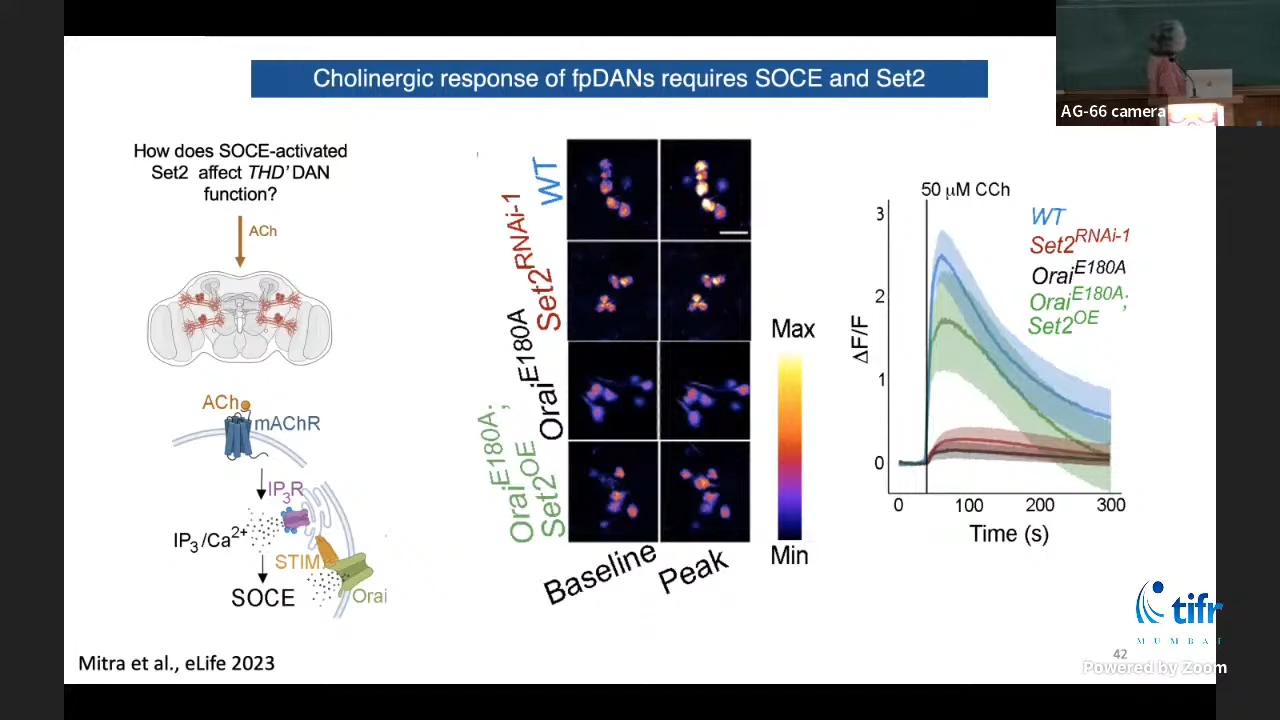 Cholinergic response of fpDANs requires SOCE and Set2
AG-66 camera
How does SOCE-activated
Set2 affect THD’ DAN
function?
ACh
ACh
mAChR
IP3R
IP3/Ca2+
STIM
SOCE
Orai
Mitra et al., eLife 2023
WT
Set2RNAi-1
OraiE180A
OraiE180A;
Set2OE
Baseline
Peak
Max
Min
50 μM CCh
WT
Set2RNAi-1
OraiE180A
OraiE180A;
Set2OE
ΔF/F
3
2
1
0
0
100
200
300
Time (s)
tifr
MUMBAI
42
Powered by Zoom